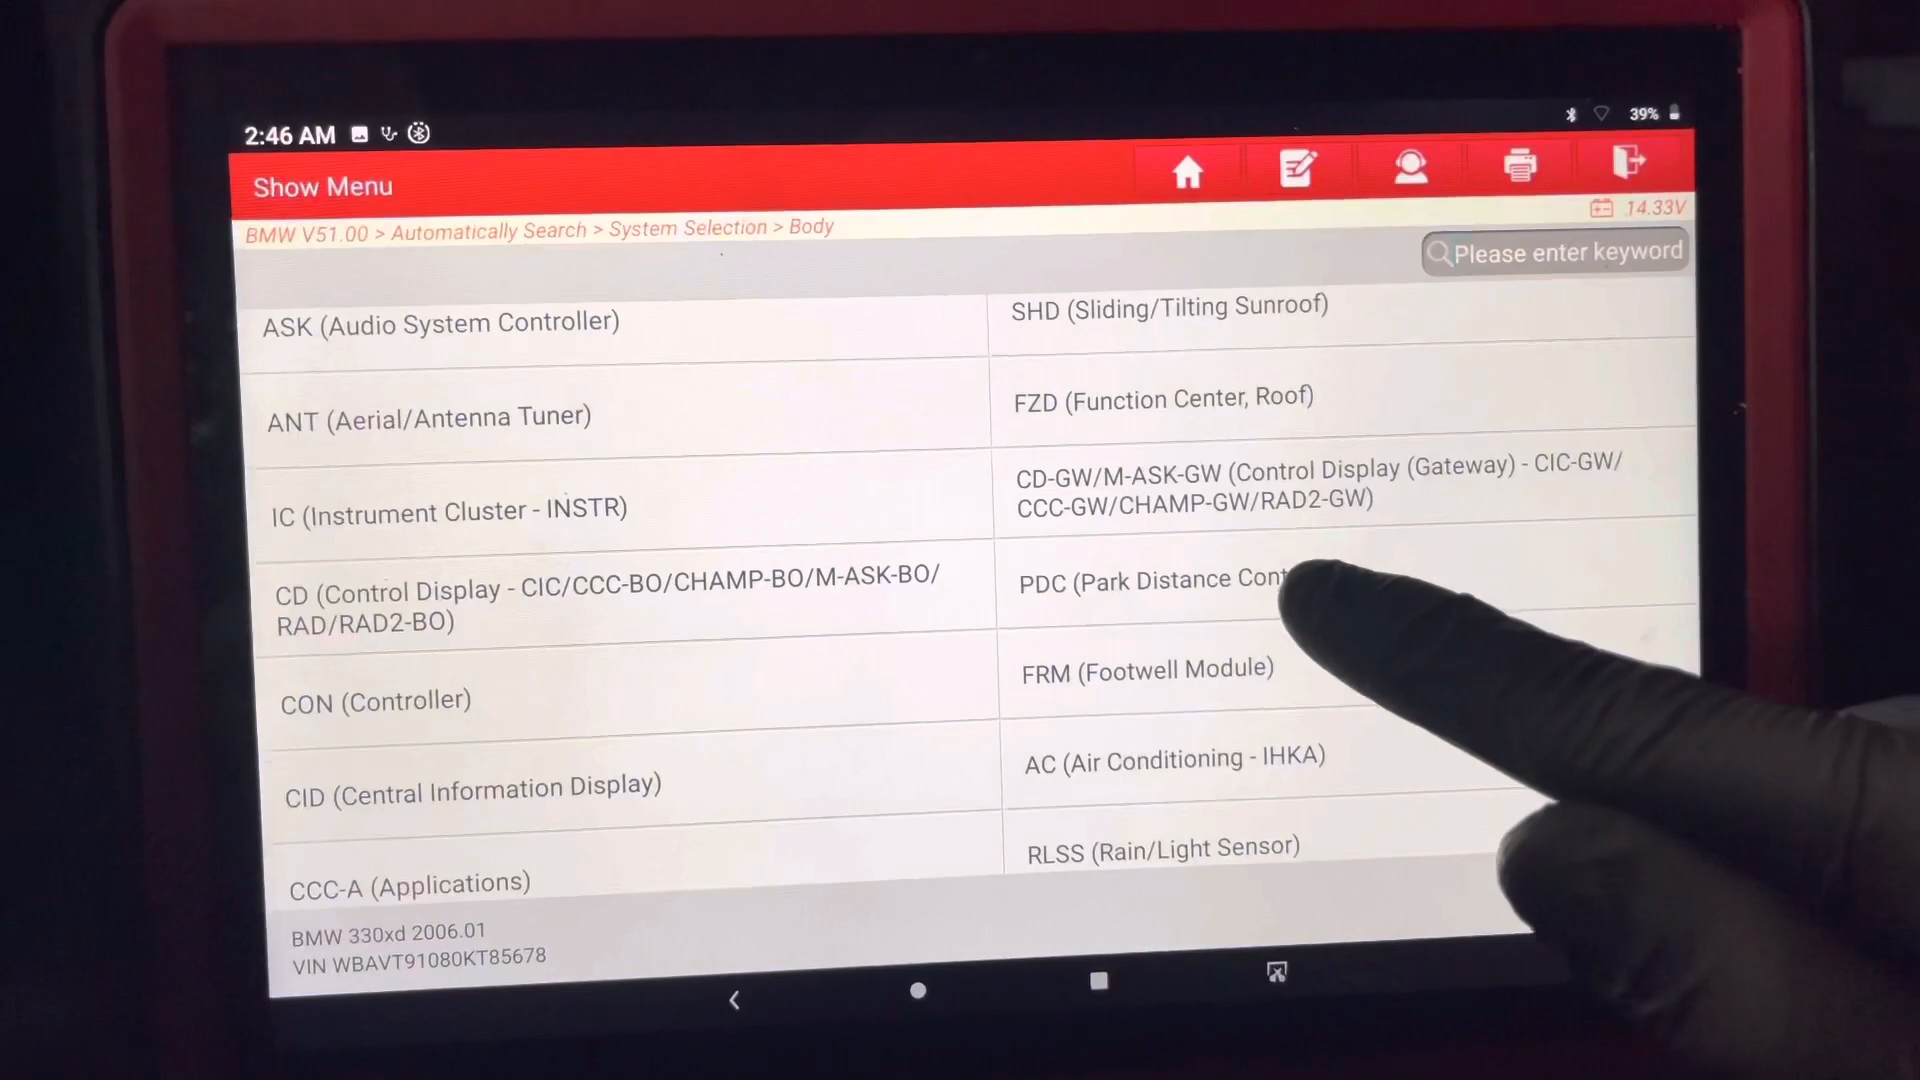 2:46 AM
39%
Show Menu
BMW V51.00 > Automatically Search > System Selection > Body
14.33V
Please enter keyword
ASK (Audio System Controller)
SHD (Sliding/Tilting Sunroof)
ANT (Aerial/Antenna Tuner)
FZD (Function Center, Roof)
IC (Instrument Cluster - INSTR)
CD-GW/M-ASK-GW (Control Display (Gateway) - CIC-GW/
CCC-GW/CHAMP-GW/RAD2-GW)
CD (Control Display - CIC/CCC-BO/CHAMP-BO/M-ASK-BO/
RAD/RAD2-BO)
PDC (Park Distance Cont
CON (Controller)
FRM (Footwell Module)
CID (Central Information Display)
AC (Air Conditioning - IHKA)
CCC-A (Applications)
RLSS (Rain/Light Sensor)
BMW 330xd 2006.01
VIN WBAVT91080KT85678